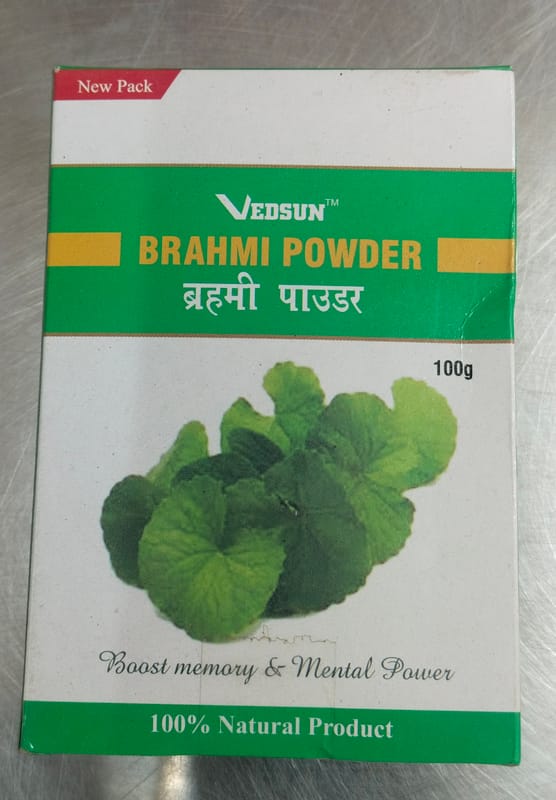 New Pack
VEDSUN™
BRAHMI POWDER
ब्रहमी पाउडर
100g
Boost memory & Mental Power
100% Natural Product